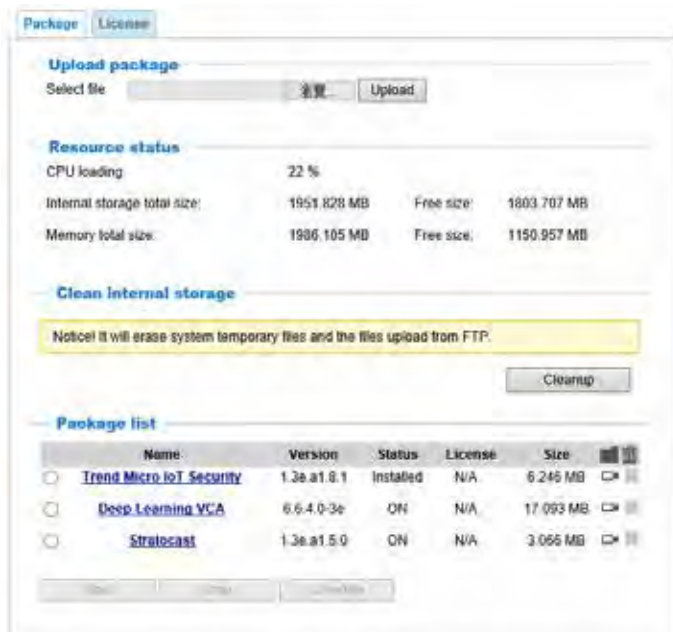 Package License
Upload package
Select file 瀏覽... Upload
Resource status
CPU loading 22 %
Internal storage total size: 1951.828 MB Free size: 1803.707 MB
Memory total size: 1986.105 MB Free size: 1150.957 MB
Clean internal storage
Notice! It will erase system temporary files and the files upload from FTP.
Cleanup
Package list
Name Version Status License Size
Trend Micro IoT Security 1.3e.a1.8.1 Installed N/A 6.246 MB
Deep Learning VCA 6.6.4.0-3e ON N/A 17.093 MB
Stratocast 1.3e.a1.5.0 ON N/A 3.066 MB